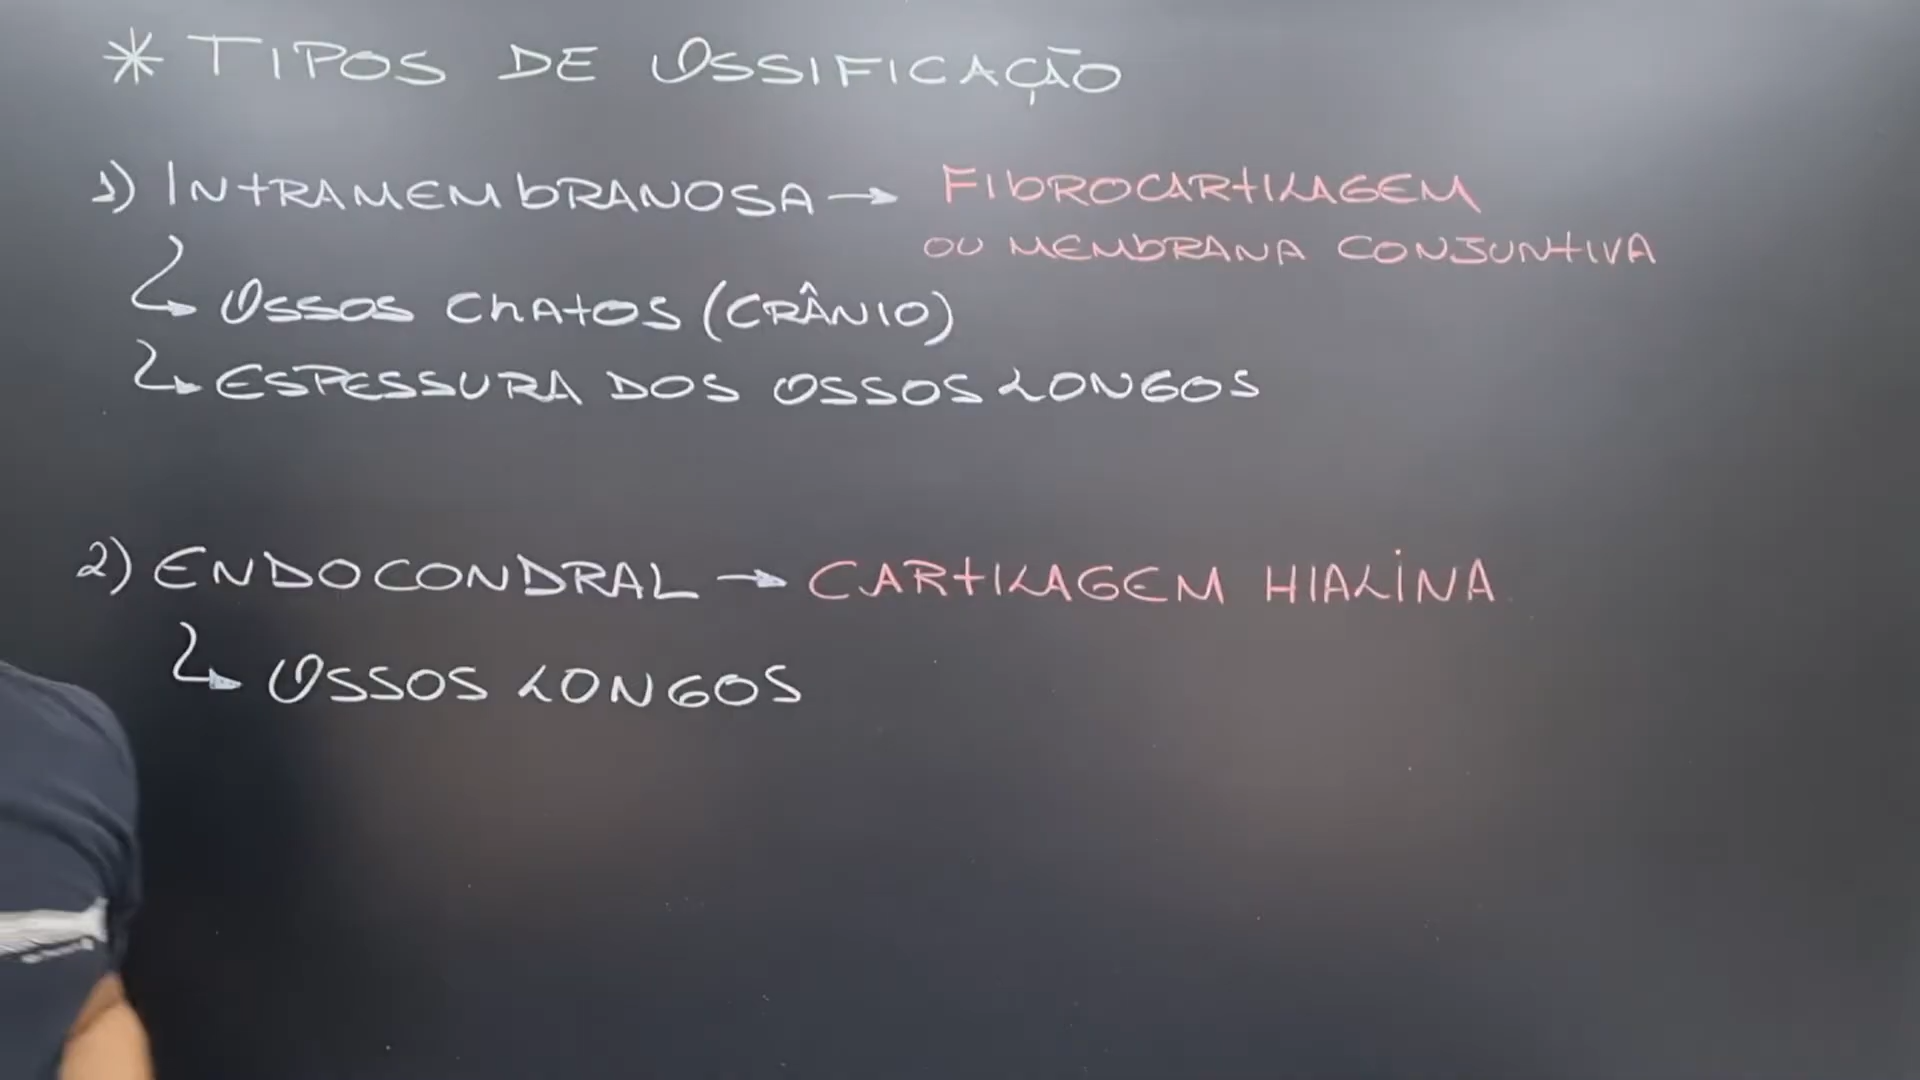 * TIPOS DE OSSIFICAÇÃO
1) INTRAMEMBRANOSA → FIBROCARTILAGEM
OU MEMBRANA CONJUNTIVA
↳ OSSOS CHATOS (CRÂNIO)
↳ ESPESSURA DOS OSSOS LONGOS
2) ENDOCONDRAL → CARTILAGEM HIALINA
↳ OSSOS LONGOS